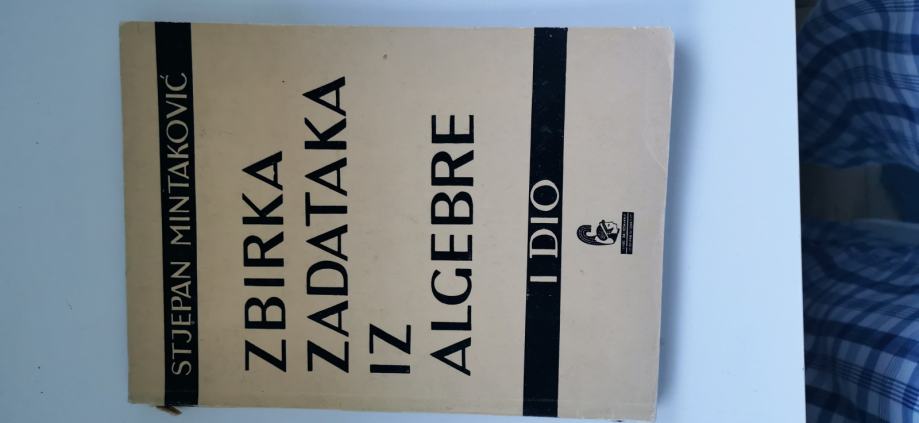 STJEPAN MINTAKOVIĆ
ZBIRKA
ZADATAKA
IZ
ALGEBRE
I DIO